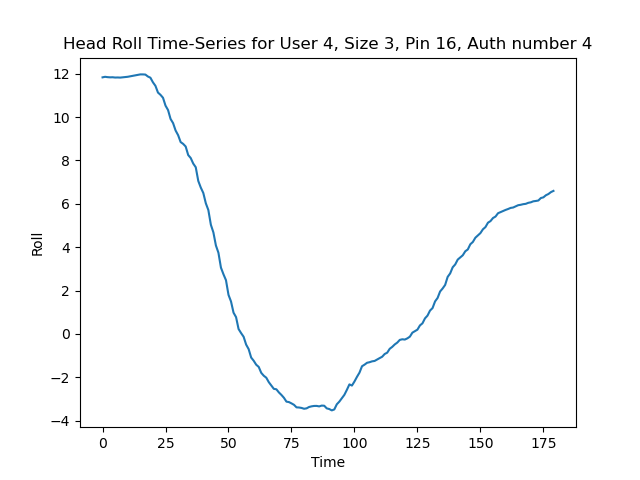 Head Roll Time-Series for User 4, Size 3, Pin 16, Auth number 4
12
10
8
6
4
2
0
−2
−4
Roll
0 25 50 75 100 125 150 175
Time